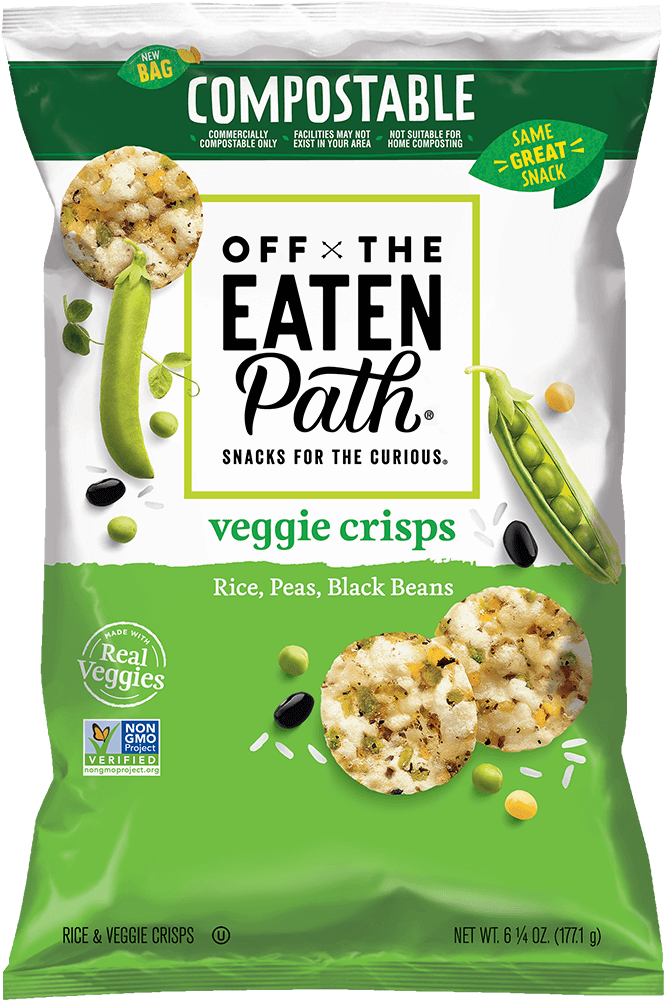 NEW
BAG
COMPOSTABLE
COMMERCIALLY
COMPOSTABLE ONLY
FACILITIES MAY NOT
EXIST IN YOUR AREA
NOT SUITABLE FOR
HOME COMPOSTING
SAME
GREAT
SNACK
OFF × THE
EATEN
Path®
SNACKS FOR THE CURIOUS®
veggie crisps
Rice, Peas, Black Beans
MADE WITH
Real
Veggies
NON
GMO
Project
VERIFIED
nongmoproject.org
RICE & VEGGIE CRISPS U
NET WT. 6 1/4 OZ. (177.1 g)